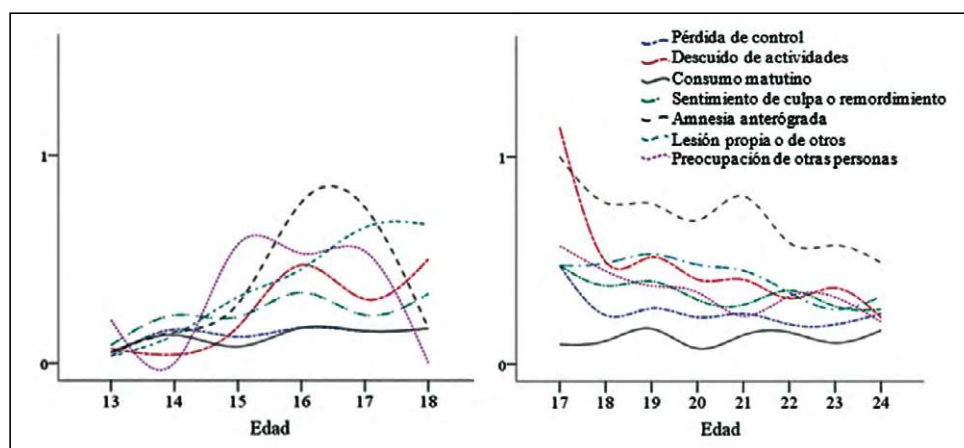 1
0
13 14 15 16 17 18
Edad
Pérdida de control
Descuido de actividades
Consumo matutino
Sentimiento de culpa o remordimiento
Amnesia anterógrada
Lesión propia o de otros
Preocupación de otras personas
1
0
17 18 19 20 21 22 23 24
Edad